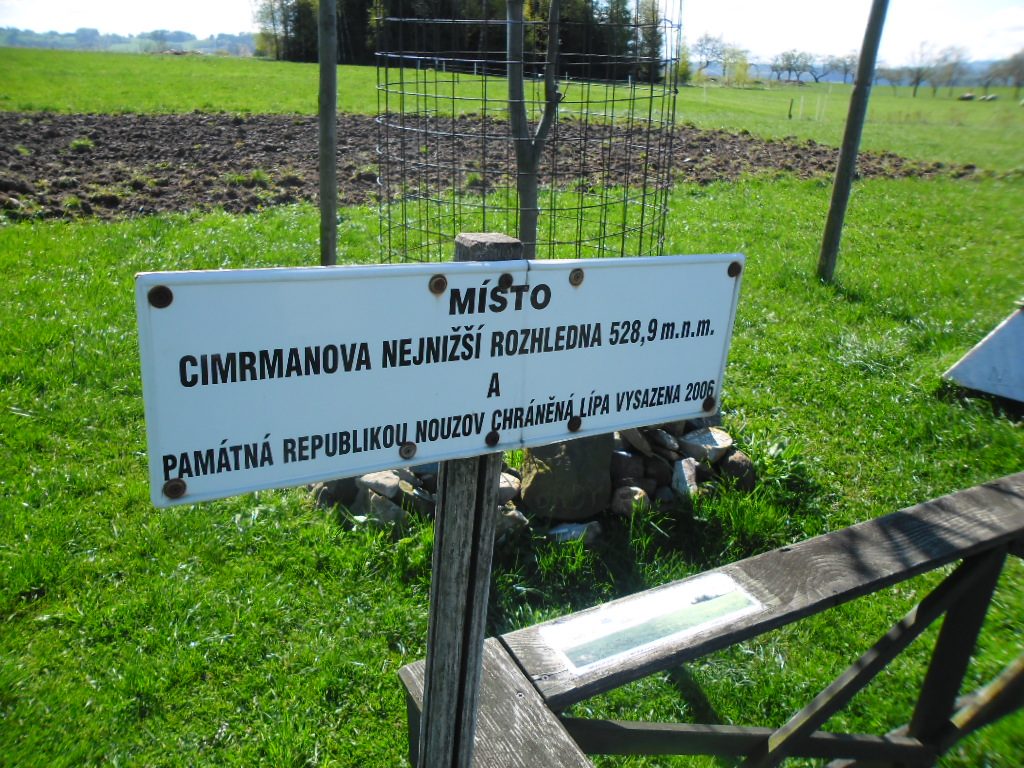 MÍSTO
CIMRMANOVA NEJNIŽŠÍ ROZHLEDNA 528,9 m.n.m.
A
PAMÁTNÁ REPUBLIKOU NOUZOV CHRÁNĚNÁ LÍPA VYSAZENA 2006